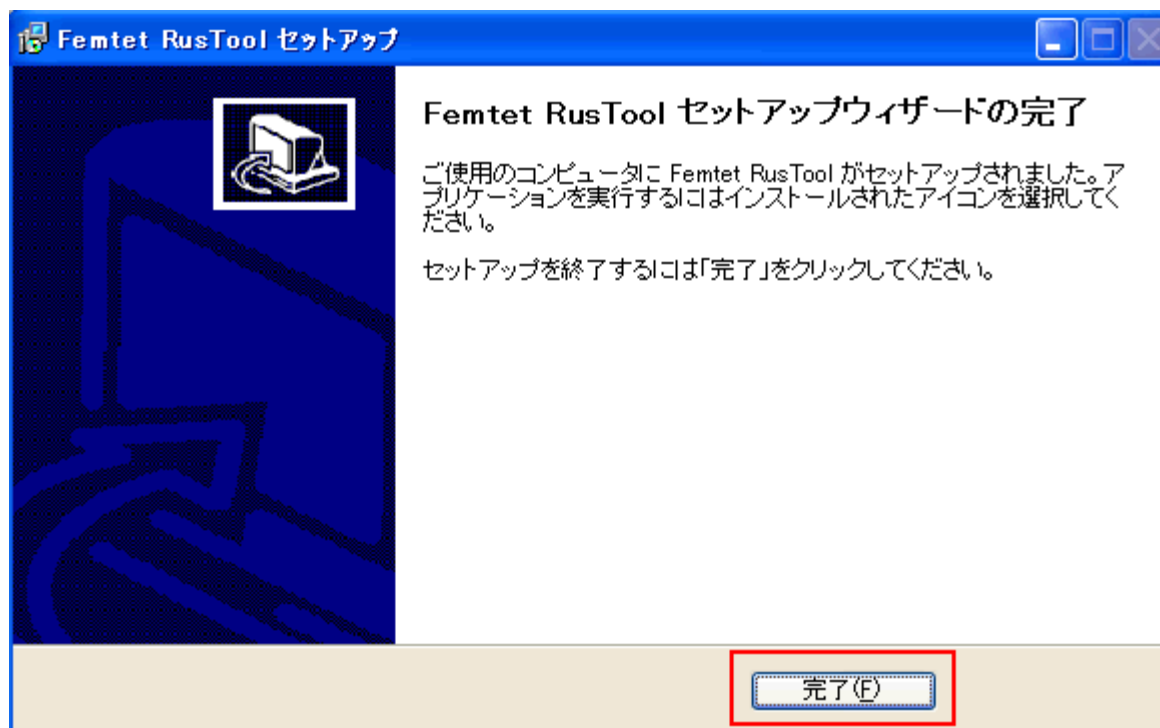 Femtet RusTool セットアップ
Femtet RusTool セットアップウィザードの完了
ご使用のコンピュータに Femtet RusTool がセットアップされました。ア
プリケーションを実行するにはインストールされたアイコンを選択してく
ださい。
セットアップを終了するには「完了」をクリックしてください。
完了(F)